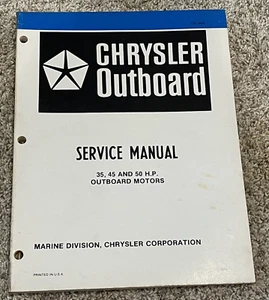 CHRYSLER
Outboard
SERVICE MANUAL
35, 45 AND 50 H.P.
OUTBOARD MOTORS
MARINE DIVISION, CHRYSLER CORPORATION
PRINTED IN U.S.A.